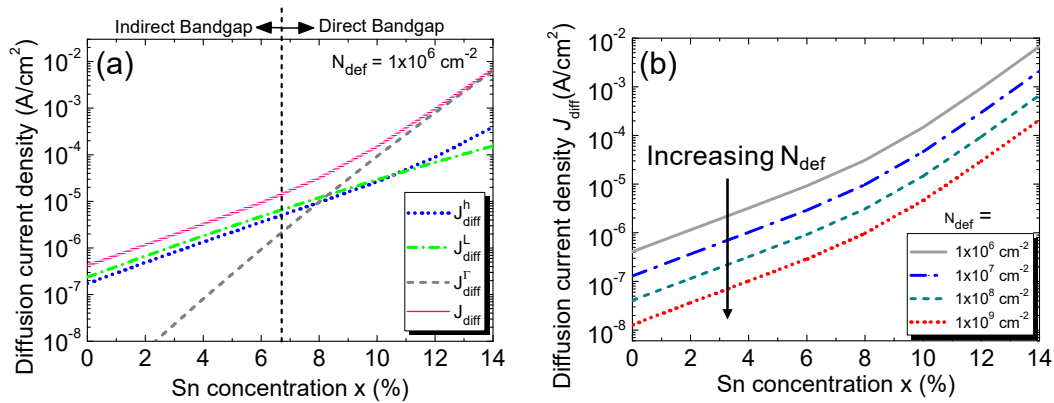 Indirect Bandgap Direct Bandgap
(a)
N_def = 1x10^6 cm^-2
Diffusion current density (A/cm^2)
10^-2
10^-3
10^-4
10^-5
10^-6
10^-7
10^-8
J_diff^h
J_diff^L
J_diff^Γ
J_diff
0 2 4 6 8 10 12 14
Sn concentration x (%)
(b)
Diffusion current density J_diff(A/cm^2)
10^-2
10^-3
10^-4
10^-5
10^-6
10^-7
10^-8
Increasing N_def
N_def =
1x10^6 cm^-2
1x10^7 cm^-2
1x10^8 cm^-2
1x10^9 cm^-2
0 2 4 6 8 10 12 14
Sn concentration x (%)